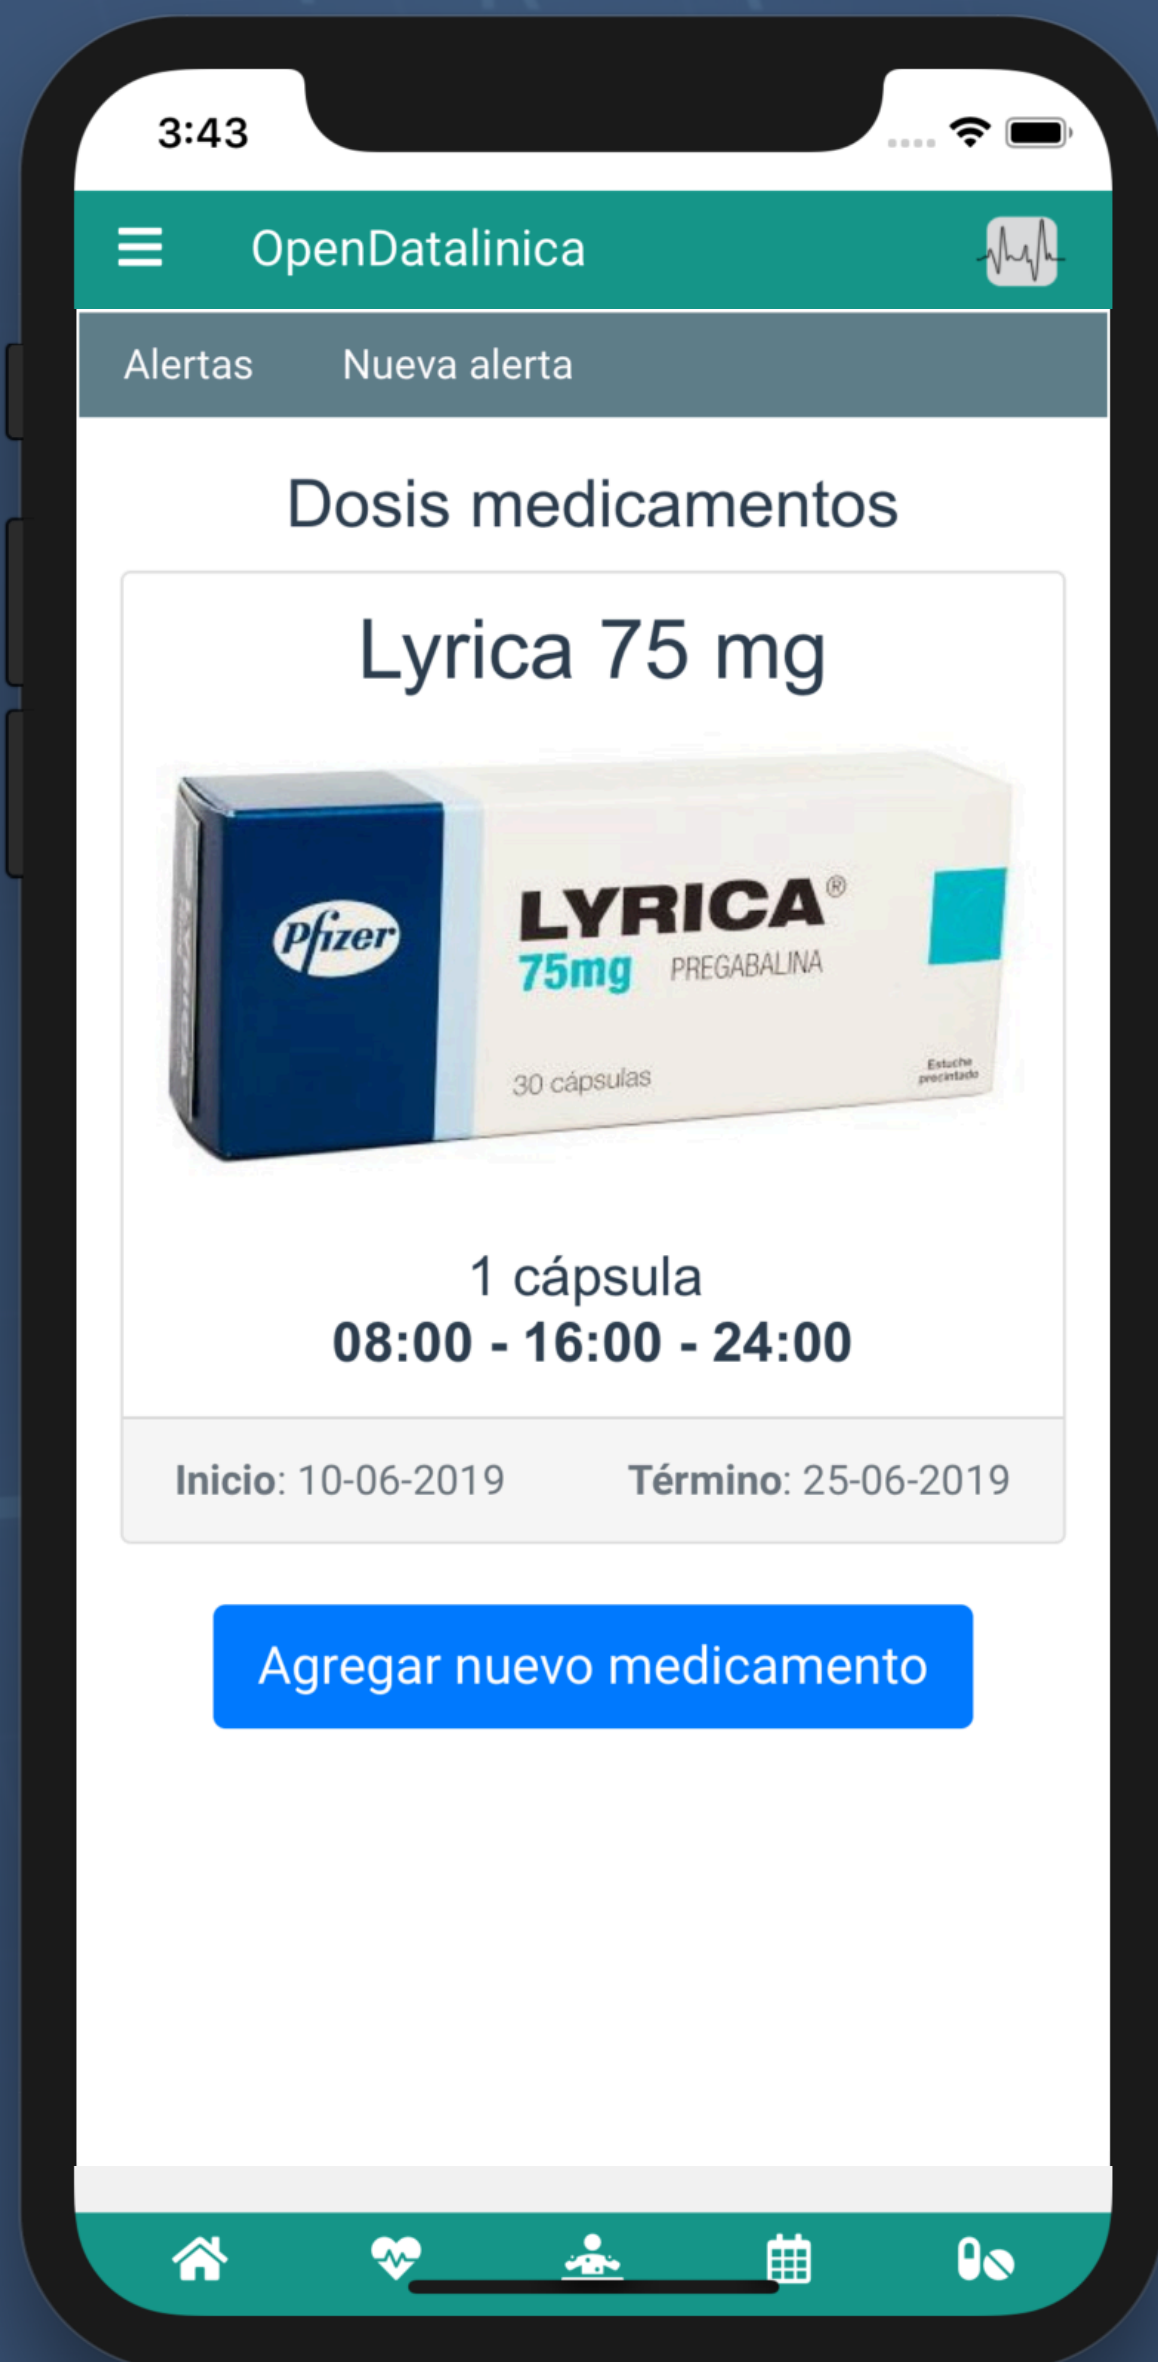 3:43
OpenDatalinica
Alertas Nueva alerta
Dosis medicamentos
Lyrica 75 mg
Pfizer
LYRICA®
75mg PREGABALINA
30 cápsulas
Estuche
precintado
1 cápsula
08:00 - 16:00 - 24:00
Inicio: 10-06-2019 Término: 25-06-2019
Agregar nuevo medicamento